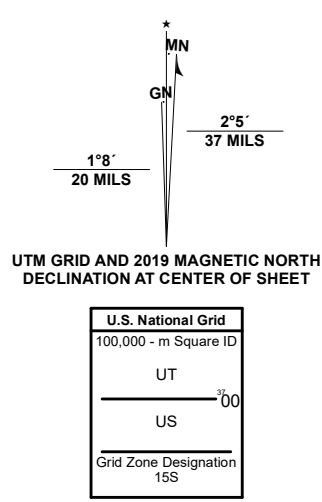 ★
MN
GN
2°5´
37 MILS
1°8´
20 MILS
UTM GRID AND 2019 MAGNETIC NORTH
DECLINATION AT CENTER OF SHEET
U.S. National Grid
100,000 - m Square ID
UT
3700
US
Grid Zone Designation
15S